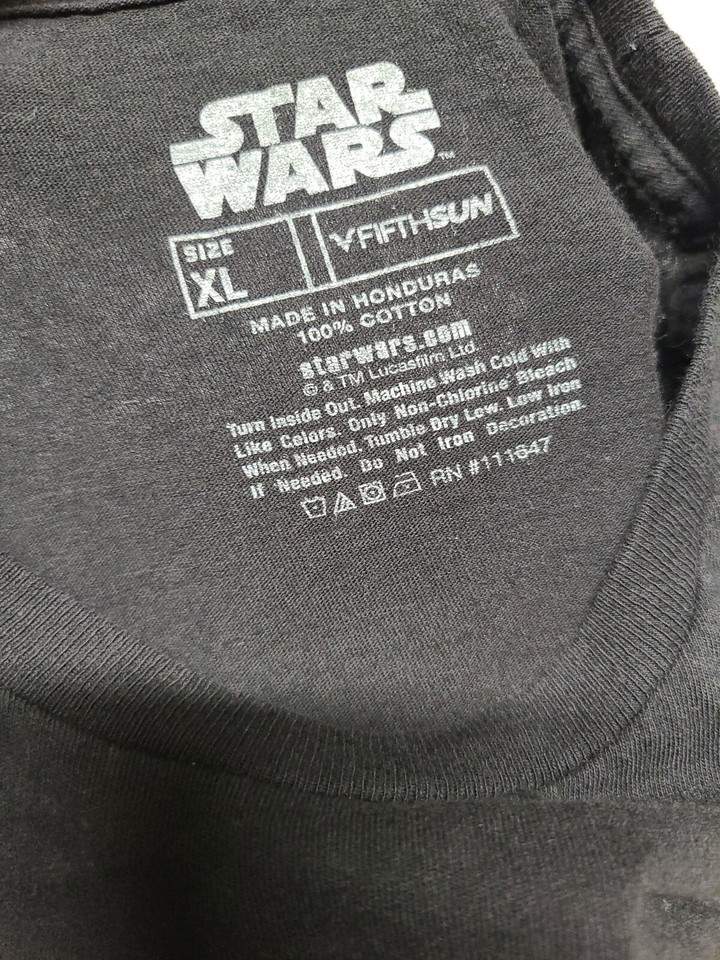 STAR
WARS™
SIZE
XL
FIFTHSUN
MADE IN HONDURAS
100% COTTON
starwars.com
© & TM Lucasfilm Ltd.
Turn Inside Out. Machine Wash Cold With
Like Colors. Only Non-Chlorine Bleach
When Needed. Tumble Dry Low. Low Iron
If Needed. Do Not Iron Decoration.
RN #111647